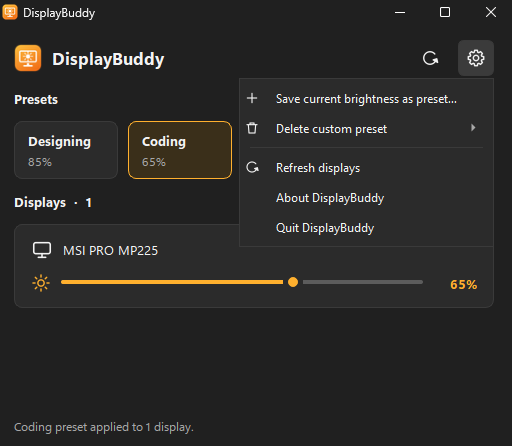 DisplayBuddy
DisplayBuddy
Presets
Save current brightness as preset...
Delete custom preset
Designing
85%
Coding
65%
Refresh displays
About DisplayBuddy
Quit DisplayBuddy
Displays · 1
MSI PRO MP225
65%
Coding preset applied to 1 display.